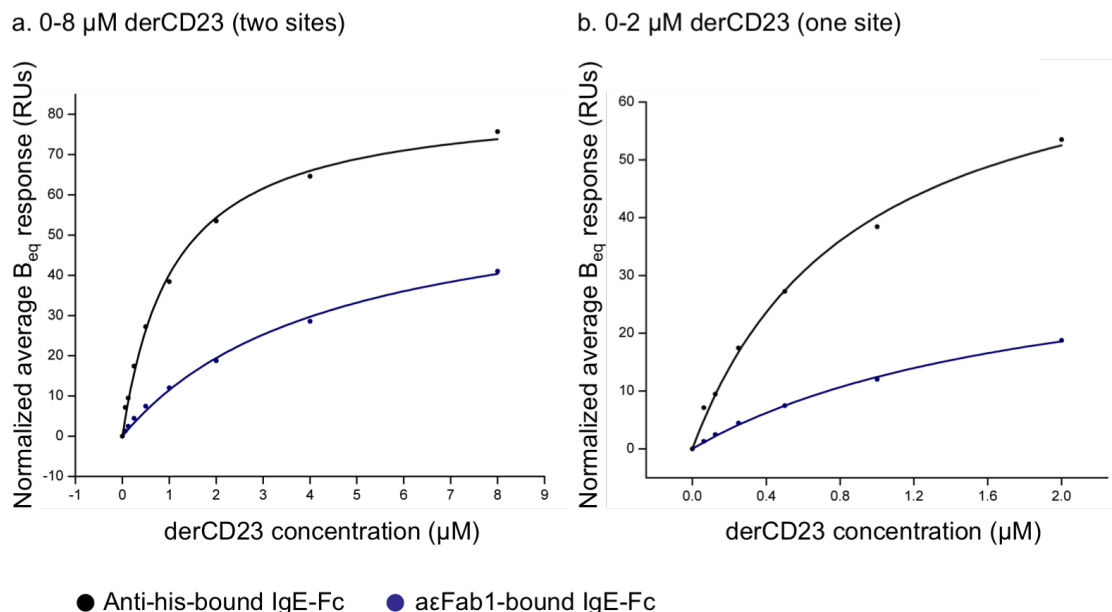 a. 0-8 μM derCD23 (two sites)
b. 0-2 μM derCD23 (one site)
Normalized average Beq response (RUs)
80
70
60
50
40
30
20
10
0
-10
-1 0 1 2 3 4 5 6 7 8 9
derCD23 concentration (μM)
Normalized average Beq response (RUs)
60
50
40
30
20
10
0
0.0 0.4 0.8 1.2 1.6 2.0
derCD23 concentration (μM)
Anti-his-bound IgE-Fc
aεFab1-bound IgE-Fc